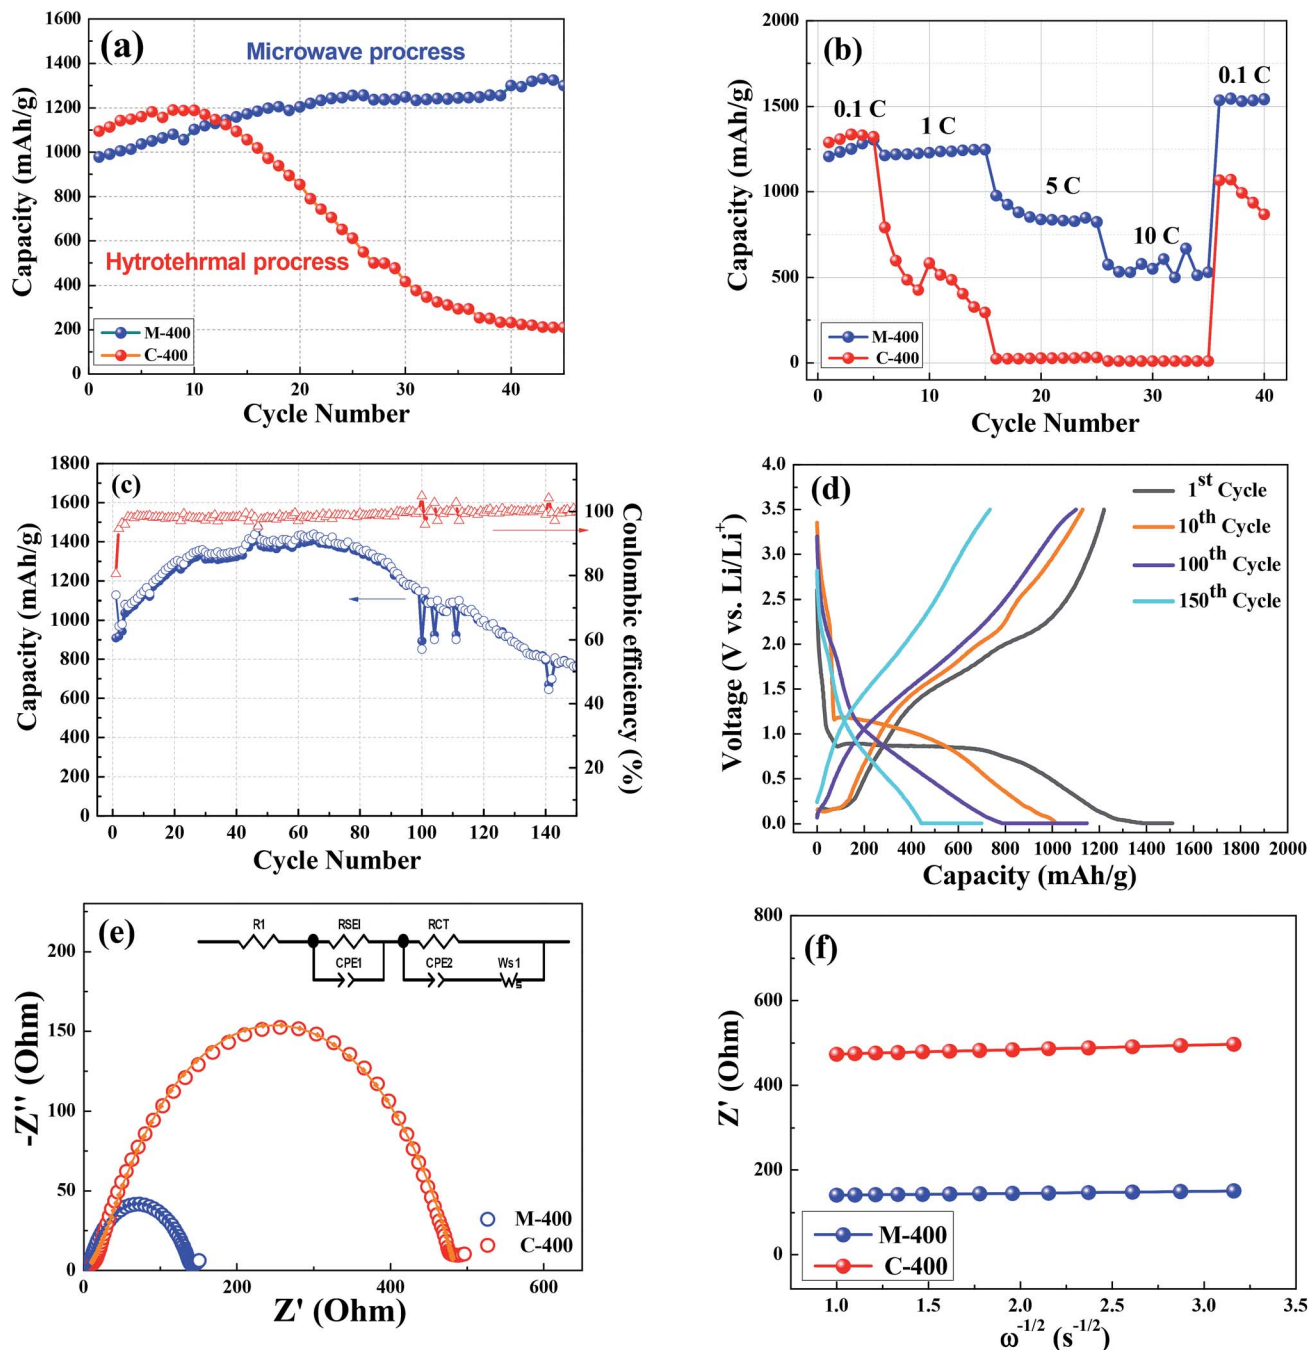 (a)
Microwave procress
Hytrotehrmal procress
M-400
C-400
Capacity (mAh/g)
0
200
400
600
800
1000
1200
1400
1600
0
10
20
30
40
Cycle Number
(b)
0.1 C
1 C
5 C
10 C
0.1 C
M-400
C-400
Capacity (mAh/g)
0
500
1000
1500
2000
0
10
20
30
40
Cycle Number
(c)
Capacity (mAh/g)
0
200
400
600
800
1000
1200
1400
1600
1800
Coulombic efficiency (%)
20
40
60
80
100
0
20
40
60
80
100
120
140
Cycle Number
(d)
1st Cycle
10th Cycle
100th Cycle
150th Cycle
Voltage (V vs. Li/Li+)
0.0
0.5
1.0
1.5
2.0
2.5
3.0
3.5
4.0
0
200
400
600
800
1000
1200
1400
1600
1800
2000
Capacity (mAh/g)
(e)
R1
RSEI
RCT
CPE1
CPE2
Ws1
M-400
C-400
-Z'' (Ohm)
0
50
100
150
200
0
200
400
600
Z' (Ohm)
(f)
M-400
C-400
Z' (Ohm)
0
200
400
600
800
1.0
1.5
2.0
2.5
3.0
3.5
ω-1/2 (s-1/2)